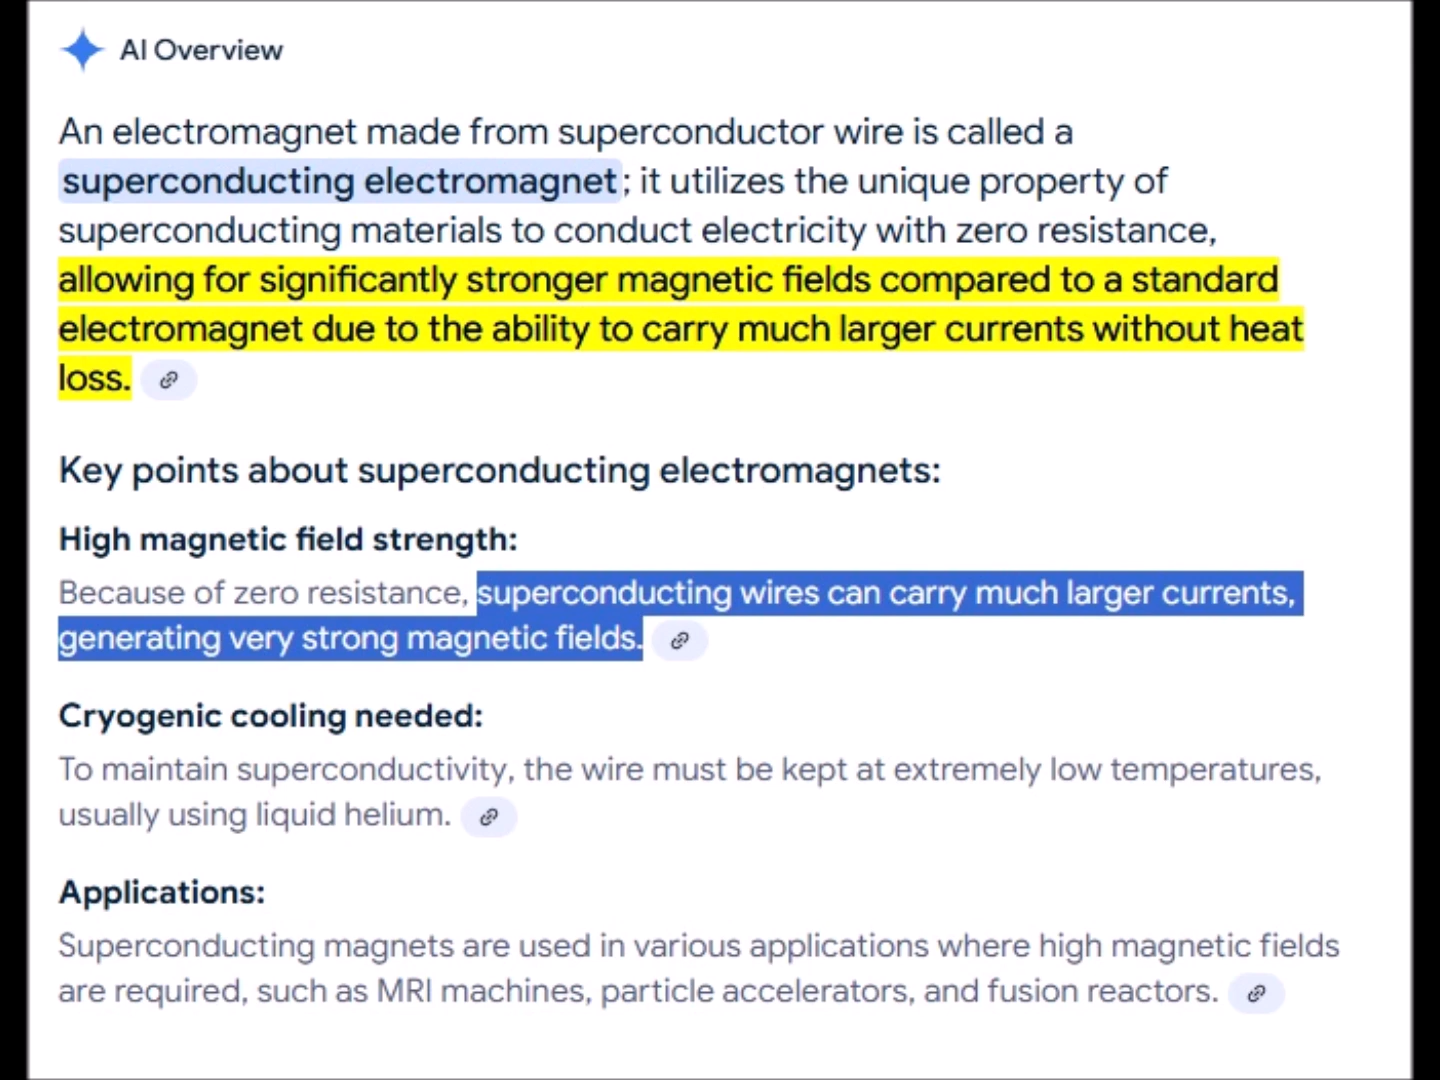 AI Overview
An electromagnet made from superconductor wire is called a
superconducting electromagnet; it utilizes the unique property of
superconducting materials to conduct electricity with zero resistance,
allowing for significantly stronger magnetic fields compared to a standard
electromagnet due to the ability to carry much larger currents without heat
loss.
Key points about superconducting electromagnets:
High magnetic field strength:
Because of zero resistance, superconducting wires can carry much larger currents,
generating very strong magnetic fields.
Cryogenic cooling needed:
To maintain superconductivity, the wire must be kept at extremely low temperatures,
usually using liquid helium.
Applications:
Superconducting magnets are used in various applications where high magnetic fields
are required, such as MRI machines, particle accelerators, and fusion reactors.